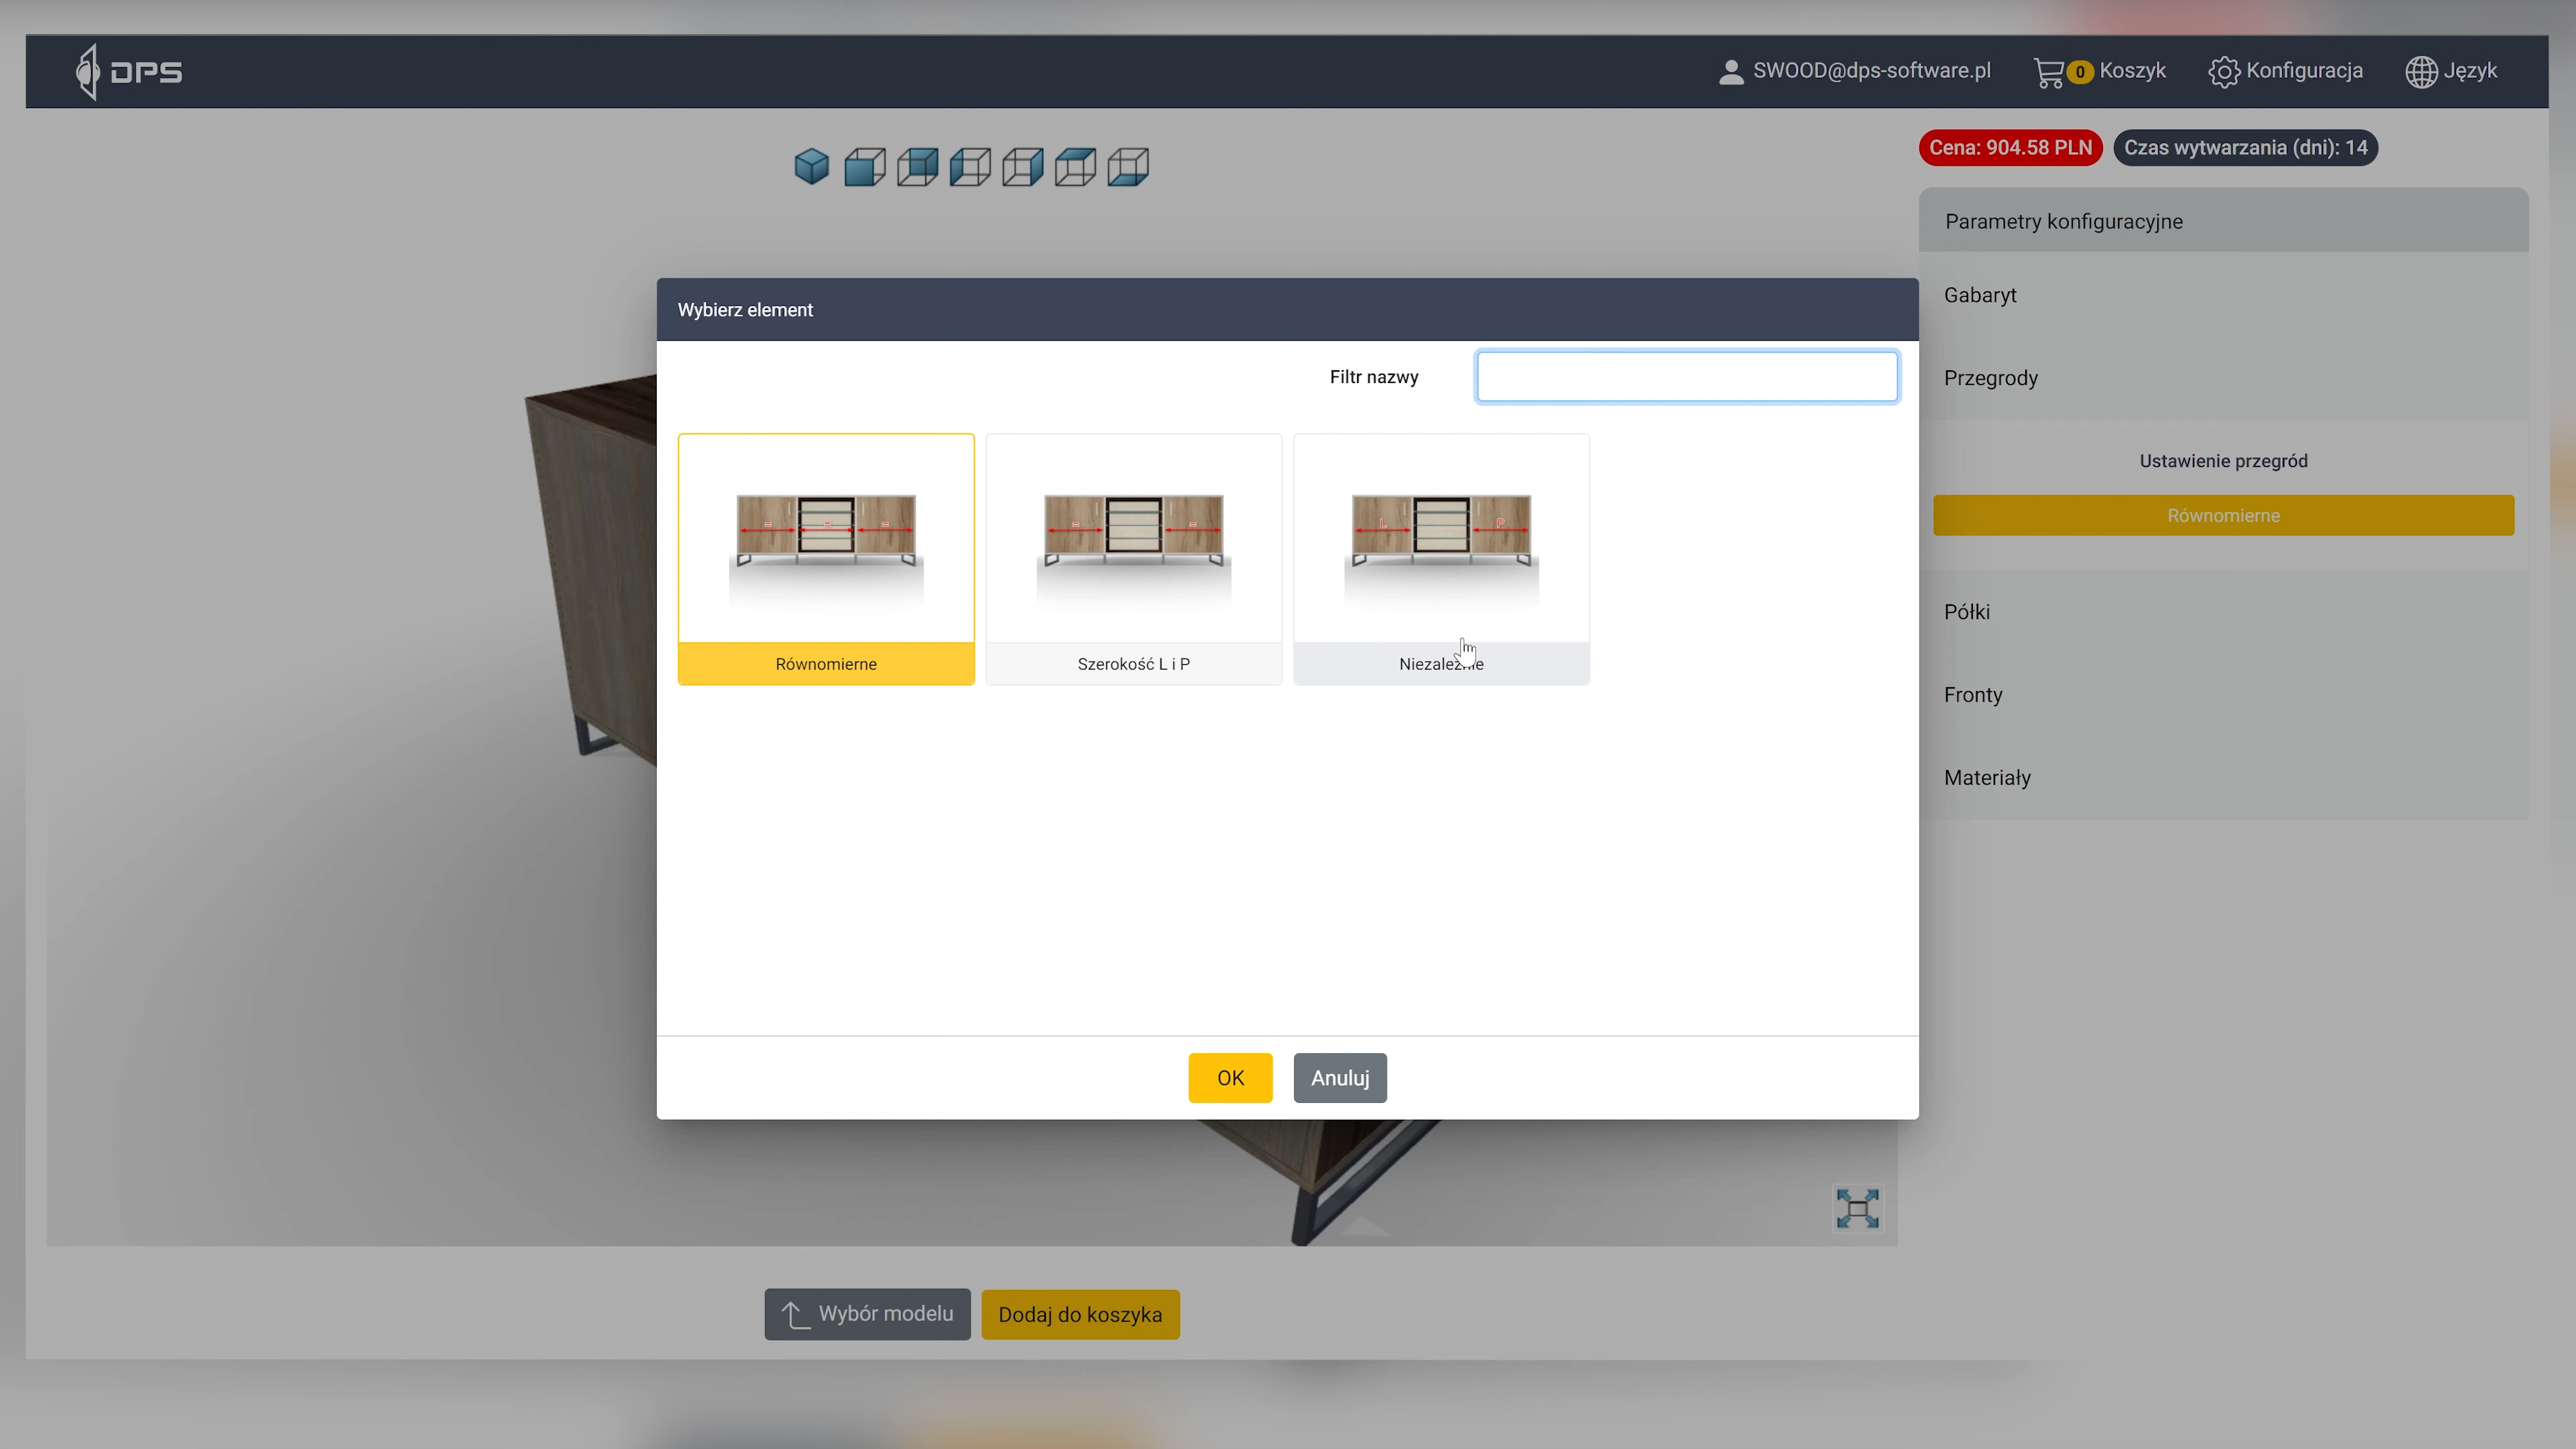 DPS
SWOOD@dps-software.pl
0 Koszyk
Konfiguracja
Język
Cena: 904.58 PLN
Czas wytwarzania (dni): 14
Parametry konfiguracyjne
Gabaryt
Przegrody
Ustawienie przegród
Równomierne
Półki
Fronty
Materiały
Wybierz element
Filtr nazwy
= = =
= =
L P
Równomierne
Szerokość L i P
Niezależnie
OK
Anuluj
Wybór modelu
Dodaj do koszyka